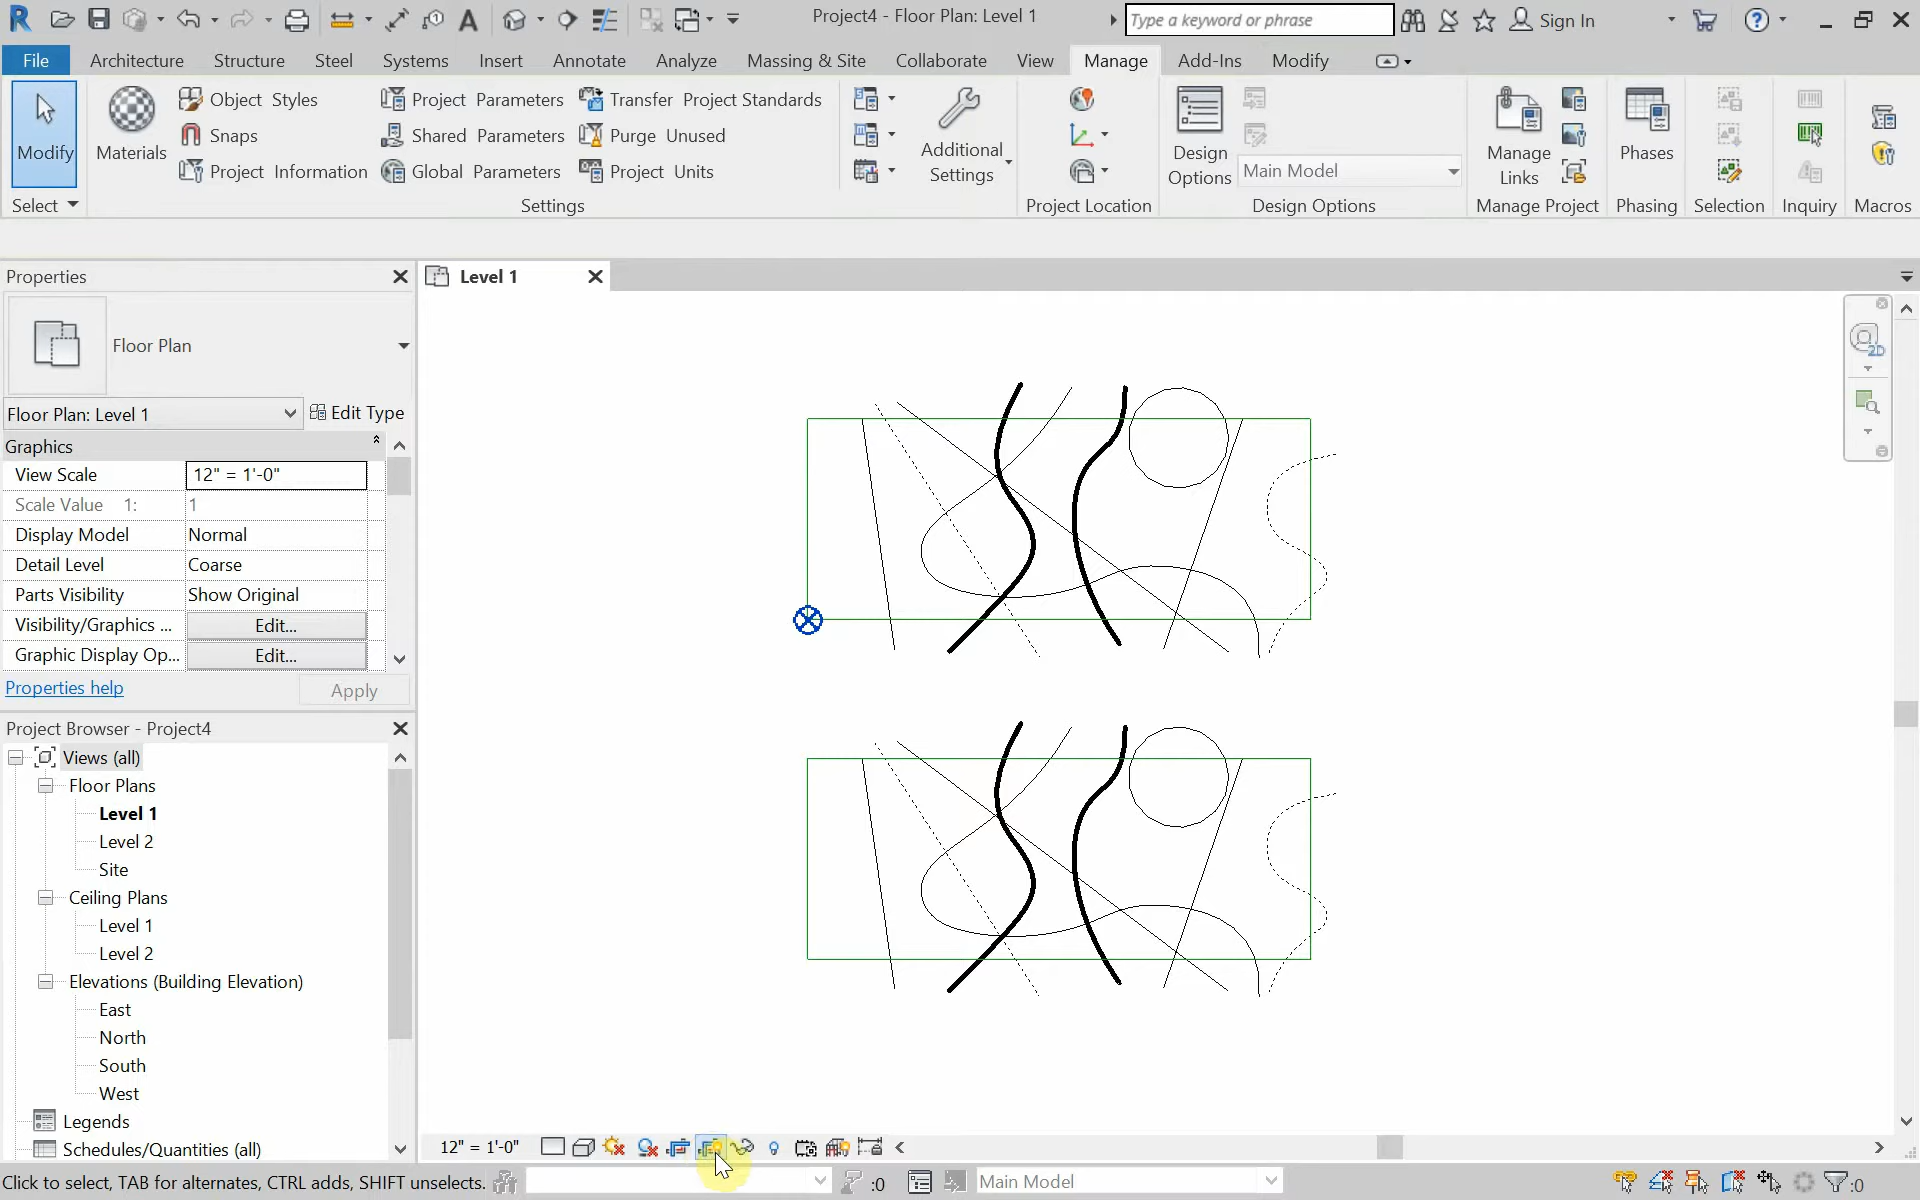 Project4 - Floor Plan: Level 1
Type a keyword or phrase
Sign In
File Architecture Structure Steel Systems Insert Annotate Analyze Massing & Site Collaborate View Manage Add-Ins Modify
Modify
Select
Materials
Object Styles
Snaps
Project Information
Project Parameters
Shared Parameters
Global Parameters
Transfer Project Standards
Purge Unused
Project Units
Settings
Additional
Settings
Project Location
Design
Options
Main Model
Design Options
Manage
Links
Manage Project
Phases
Phasing
Selection
Inquiry
Macros
Properties
Floor Plan
Floor Plan: Level 1
Edit Type
Graphics
View Scale 12" = 1'-0"
Scale Value 1: 1
Display Model Normal
Detail Level Coarse
Parts Visibility Show Original
Visibility/Graphics ... Edit...
Graphic Display Op... Edit...
Properties help
Apply
Project Browser - Project4
Views (all)
Floor Plans
Level 1
Level 2
Site
Ceiling Plans
Level 1
Level 2
Elevations (Building Elevation)
East
North
South
West
Legends
Schedules/Quantities (all)
Level 1
2D
12" = 1'-0"
Click to select, TAB for alternates, CTRL adds, SHIFT unselects.
:0
Main Model
:0